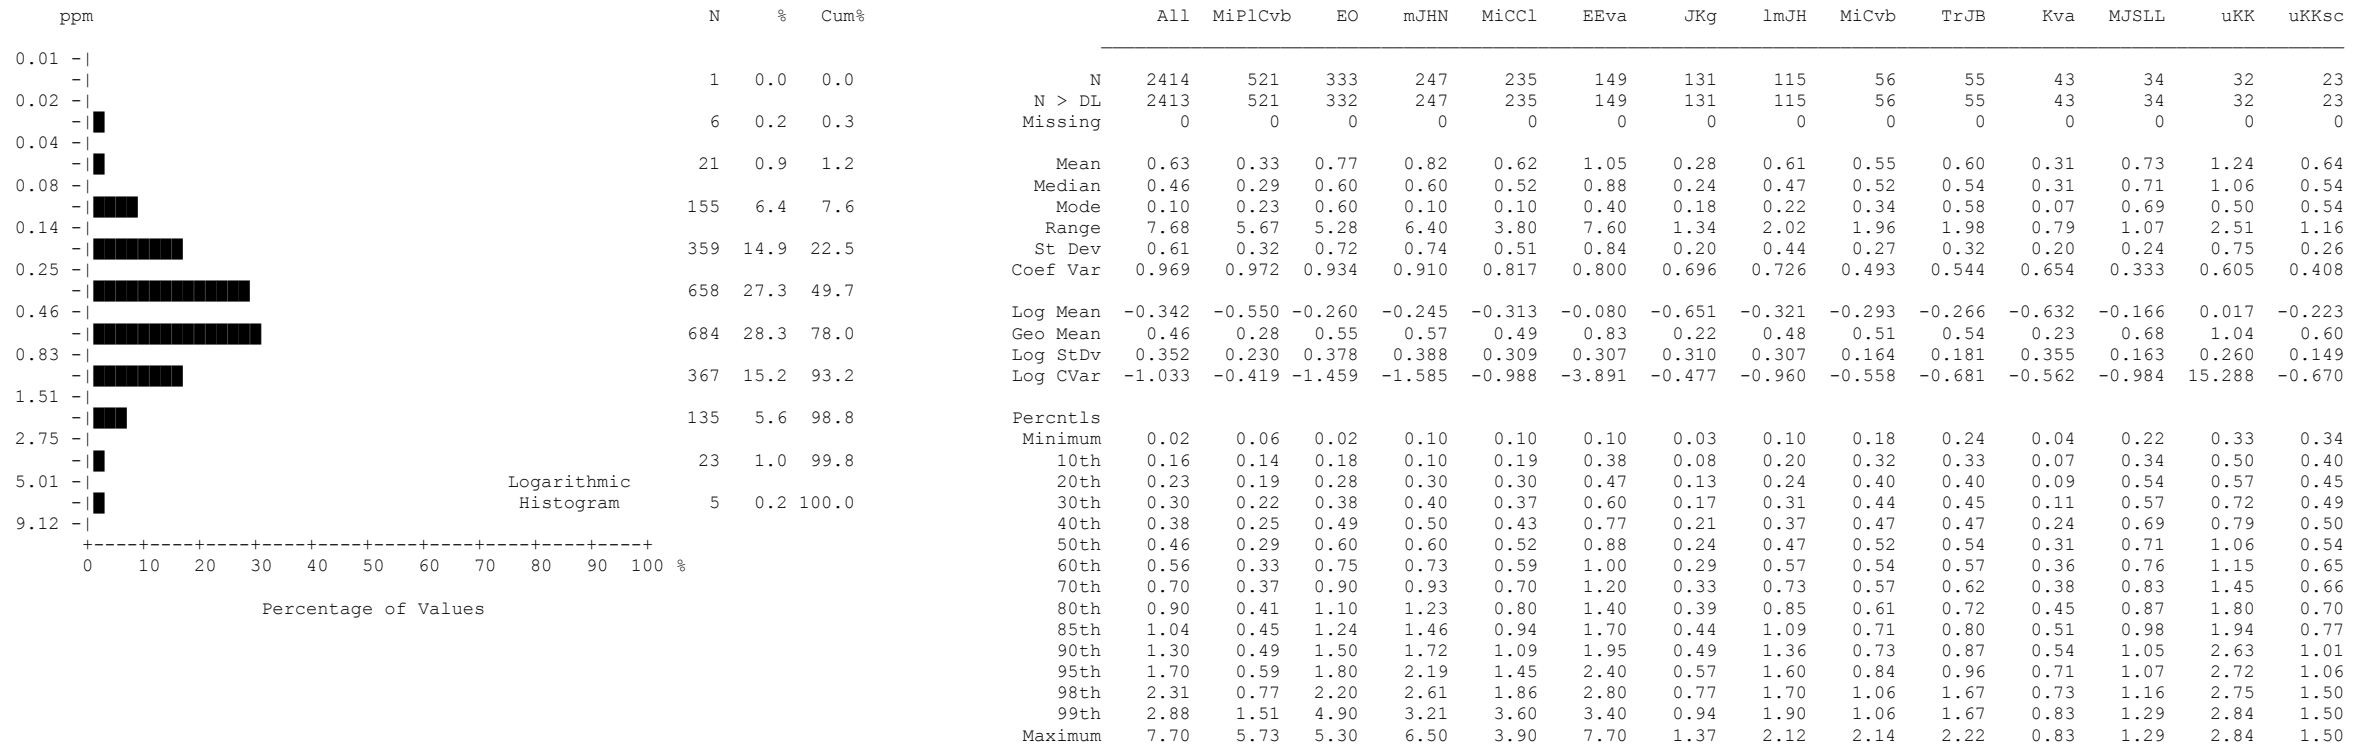 ppm N % Cum% All MiPlCvb EO mJHN MiCCl EEva JKg lmJH MiCvb TrJB Kva MJSLL uKK uKKsc
0.01 -|
-| 1 0.0 0.0 N 2414 521 333 247 235 149 131 115 56 55 43 34 32 23
0.02 -| N > DL 2413 521 332 247 235 149 131 115 56 55 43 34 32 23
-| 6 0.2 0.3 Missing 0 0 0 0 0 0 0 0 0 0 0 0 0 0
0.04 -|
-| 21 0.9 1.2 Mean 0.63 0.33 0.77 0.82 0.62 1.05 0.28 0.61 0.55 0.60 0.31 0.73 1.24 0.64
0.08 -| Median 0.46 0.29 0.60 0.60 0.52 0.88 0.24 0.47 0.52 0.54 0.31 0.71 1.06 0.54
-| 155 6.4 7.6 Mode 0.10 0.23 0.60 0.10 0.10 0.40 0.18 0.22 0.34 0.58 0.07 0.69 0.50 0.54
0.14 -| Range 7.68 5.67 5.28 6.40 3.80 7.60 1.34 2.02 1.96 1.98 0.79 1.07 2.51 1.16
-| 359 14.9 22.5 St Dev 0.61 0.32 0.72 0.74 0.51 0.84 0.20 0.44 0.27 0.32 0.20 0.24 0.75 0.26
0.25 -| Coef Var 0.969 0.972 0.934 0.910 0.817 0.800 0.696 0.726 0.493 0.544 0.654 0.333 0.605 0.408
-| 658 27.3 49.7
0.46 -| Log Mean -0.342 -0.550 -0.260 -0.245 -0.313 -0.080 -0.651 -0.321 -0.293 -0.266 -0.632 -0.166 0.017 -0.223
-| 684 28.3 78.0 Geo Mean 0.46 0.28 0.55 0.57 0.49 0.83 0.22 0.48 0.51 0.54 0.23 0.68 1.04 0.60
0.83 -| Log StDv 0.352 0.230 0.378 0.388 0.309 0.307 0.310 0.307 0.164 0.181 0.355 0.163 0.260 0.149
-| 367 15.2 93.2 Log CVar -1.033 -0.419 -1.459 -1.585 -0.988 -3.891 -0.477 -0.960 -0.558 -0.681 -0.562 -0.984 15.288 -0.670
1.51 -|
-| 135 5.6 98.8 Percntls
2.75 -| Minimum 0.02 0.06 0.02 0.10 0.10 0.10 0.03 0.10 0.18 0.24 0.04 0.22 0.33 0.34
-| 23 1.0 99.8 10th 0.16 0.14 0.18 0.10 0.19 0.38 0.08 0.20 0.32 0.33 0.07 0.34 0.50 0.40
5.01 -| Logarithmic 20th 0.23 0.19 0.28 0.30 0.30 0.47 0.13 0.24 0.40 0.40 0.09 0.54 0.57 0.45
-| Histogram 5 0.2 100.0 30th 0.30 0.22 0.38 0.40 0.37 0.60 0.17 0.31 0.44 0.45 0.11 0.57 0.72 0.49
9.12 -| 40th 0.38 0.25 0.49 0.50 0.43 0.77 0.21 0.37 0.47 0.47 0.24 0.69 0.79 0.50
+----+----+----+----+----+----+----+----+----+----+ 50th 0.46 0.29 0.60 0.60 0.52 0.88 0.24 0.47 0.52 0.54 0.31 0.71 1.06 0.54
0 10 20 30 40 50 60 70 80 90 100 % 60th 0.56 0.33 0.75 0.73 0.59 1.00 0.29 0.57 0.54 0.57 0.36 0.76 1.15 0.65
70th 0.70 0.37 0.90 0.93 0.70 1.20 0.33 0.73 0.57 0.62 0.38 0.83 1.45 0.66
Percentage of Values 80th 0.90 0.41 1.10 1.23 0.80 1.40 0.39 0.85 0.61 0.72 0.45 0.87 1.80 0.70
85th 1.04 0.45 1.24 1.46 0.94 1.70 0.44 1.09 0.71 0.80 0.51 0.98 1.94 0.77
90th 1.30 0.49 1.50 1.72 1.09 1.95 0.49 1.36 0.73 0.87 0.54 1.05 2.63 1.01
95th 1.70 0.59 1.80 2.19 1.45 2.40 0.57 1.60 0.84 0.96 0.71 1.07 2.72 1.06
98th 2.31 0.77 2.20 2.61 1.86 2.80 0.77 1.70 1.06 1.67 0.73 1.16 2.75 1.50
99th 2.88 1.51 4.90 3.21 3.60 3.40 0.94 1.90 1.06 1.67 0.83 1.29 2.84 1.50
Maximum 7.70 5.73 5.30 6.50 3.90 7.70 1.37 2.12 2.14 2.22 0.83 1.29 2.84 1.50